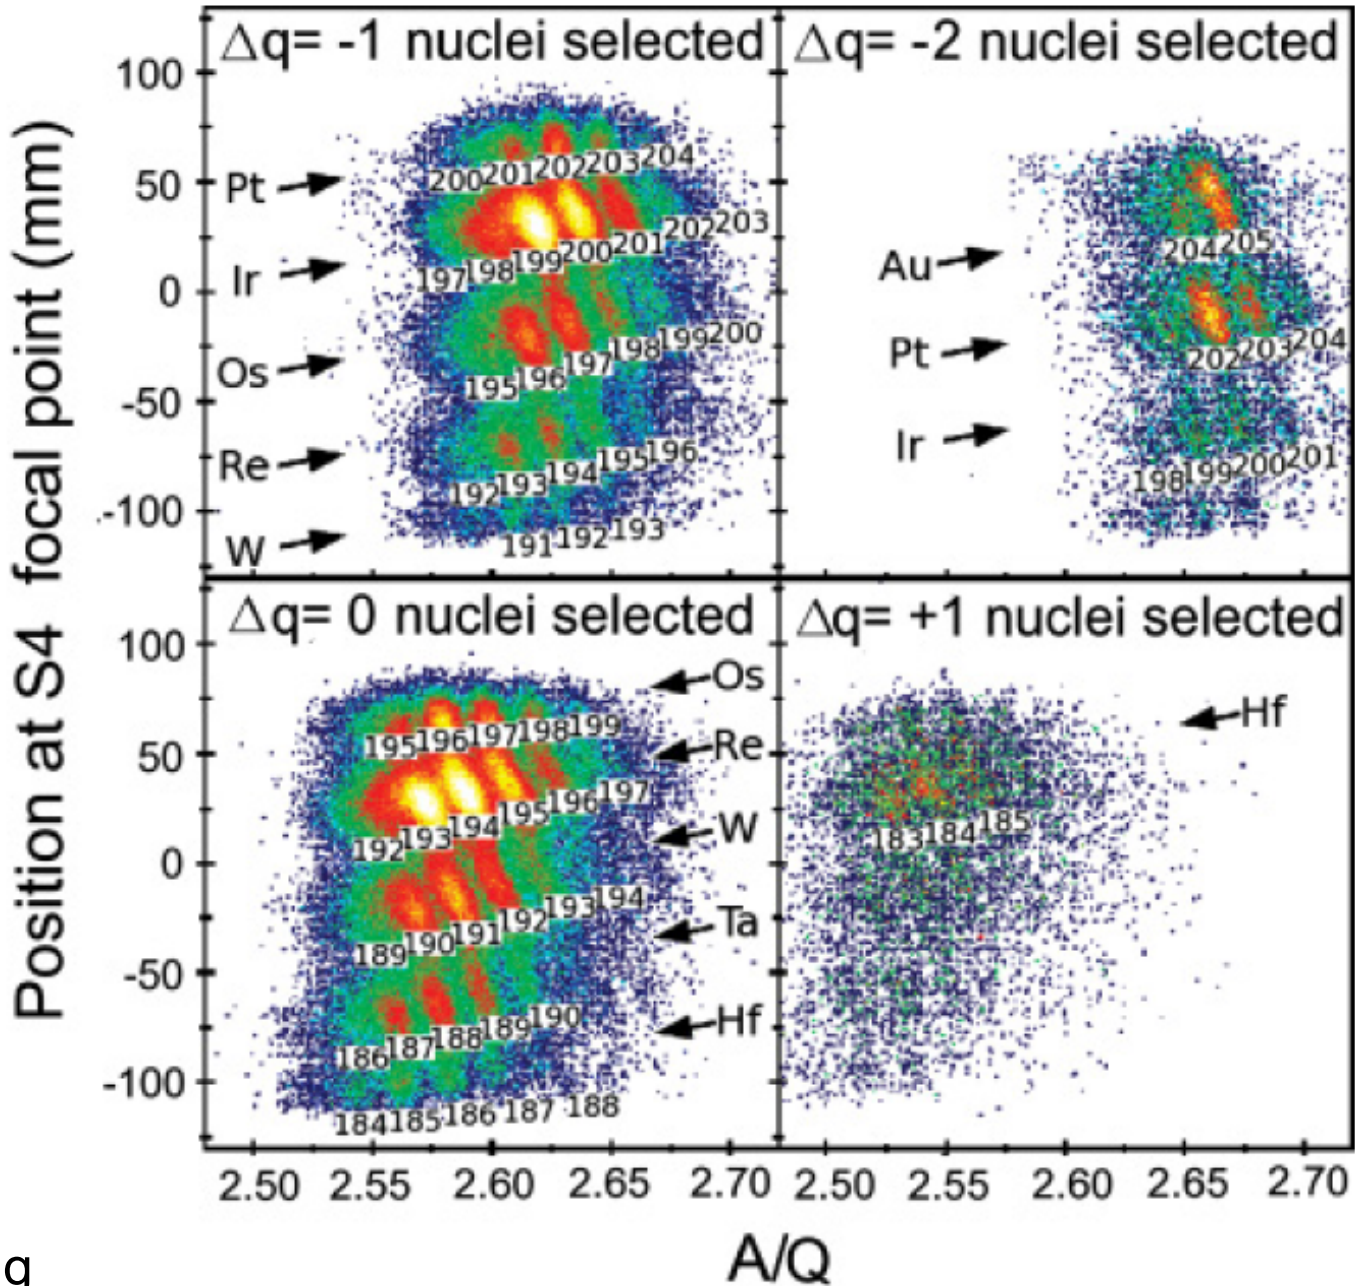 Δq= -1 nuclei selected
Δq= -2 nuclei selected
100
50
0
-50
-100
Position at S4 focal point (mm)
Pt
200 201 202 203 204
Ir
197 198 199 200 201 202 203
Os
195 196 197 198 199 200
Re
192 193 194 195 196
W
191 192 193
Au
204 205
Pt
202 203 204
Ir
198 199 200 201
Δq= 0 nuclei selected
Δq= +1 nuclei selected
100
50
0
-50
-100
Os
195 196 197 198 199
Re
192 193 194 195 196 197
W
189 190 191 192 193 194
Ta
186 187 188 189 190
Hf
184 185 186 187 188
Hf
183 184 185
2.50 2.55 2.60 2.65 2.70
2.50 2.55 2.60 2.65 2.70
A/Q
q